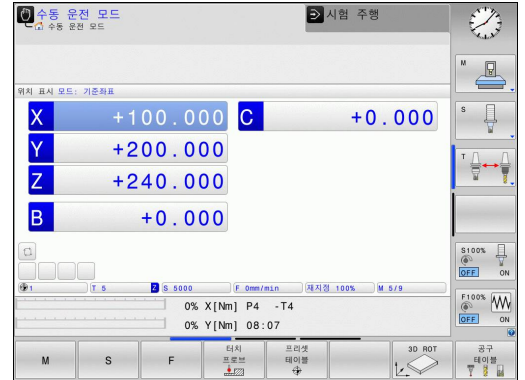 수동 운전 모드
수동 운전 모드
시험 주행
위치 표시 모드: 기준좌표
X +100.000 C +0.000
Y +200.000
Z +240.000
B +0.000
M
S
T
1 T 5 Z S 5000 F 0mm/min 재지정 100% M 5/9
0% X[Nm] P4 -T4
0% Y[Nm] 08:07
S100%
OFF ON
F100%
OFF ON
M S F 터치 프로브 프리셋 테이블 3D ROT 공구 테이블